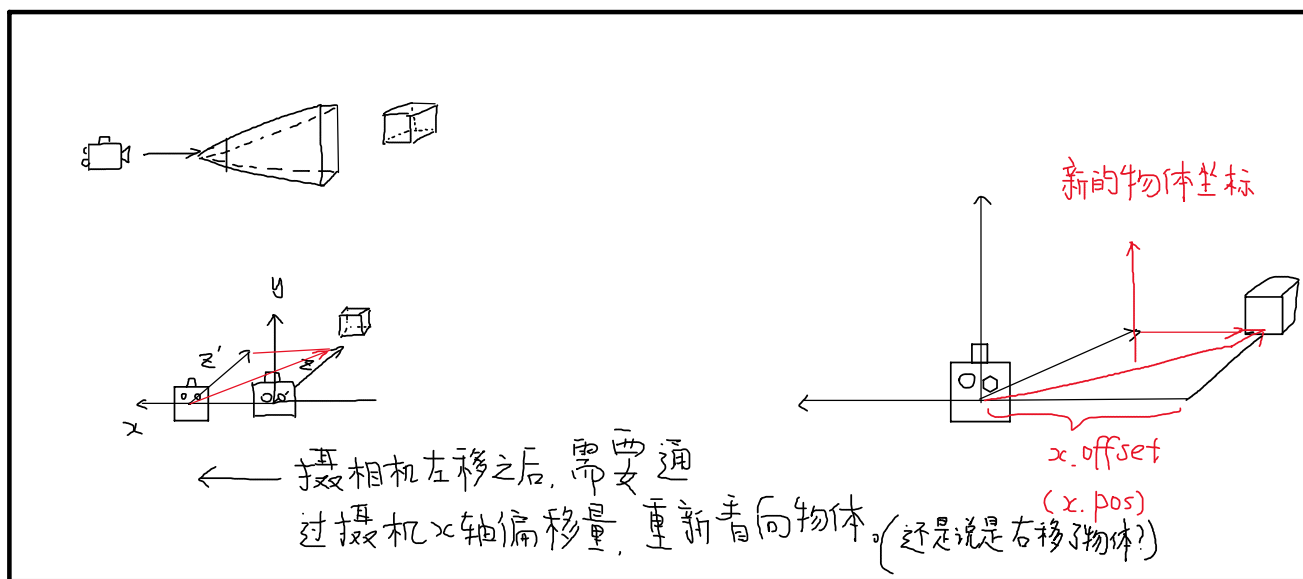 新的物体坐标
y
z'
z
x
x.offset
(x.pos)
摄相机左移之后,需要通
过摄机x轴偏移量,重新看向物体。(还是说是右移了物体?)